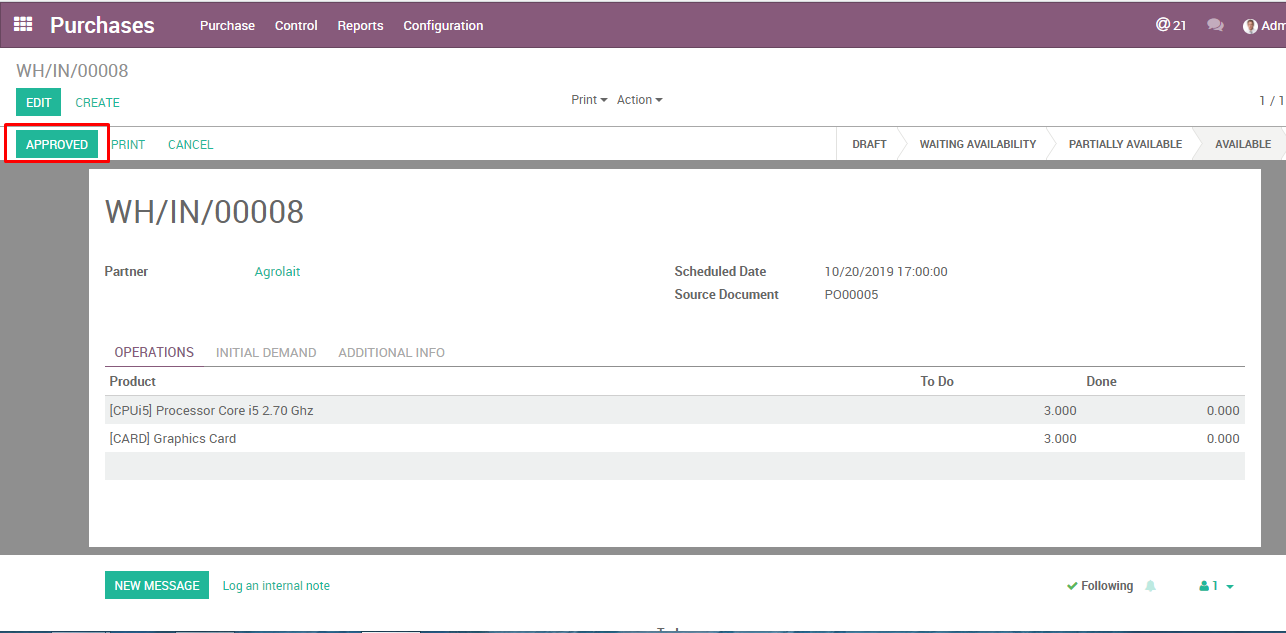 Purchases Purchase Control Reports Configuration @ 21 Adm
WH/IN/00008
EDIT CREATE Print Action 1 / 1
APPROVED PRINT CANCEL DRAFT WAITING AVAILABILITY PARTIALLY AVAILABLE AVAILABLE
WH/IN/00008
Partner Agrolait Scheduled Date 10/20/2019 17:00:00
Source Document PO00005
OPERATIONS INITIAL DEMAND ADDITIONAL INFO
Product To Do Done
[CPUi5] Processor Core i5 2.70 Ghz 3.000 0.000
[CARD] Graphics Card 3.000 0.000
NEW MESSAGE Log an internal note Following 1